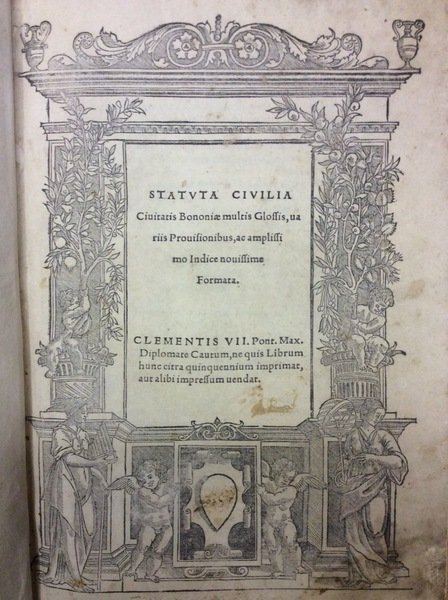 STATVTA CIVILIA
Ciuitatis Bononiæ multis Glossis, ua
riis Prouisionibus, ac amplissi
mo Indice nouissime
Formata.
CLEMENTIS VII. Pont. Max.
Diplomate Cautum, ne quis Librum
hunc citra quinquennium imprimat,
aut alibi impressum uendat.